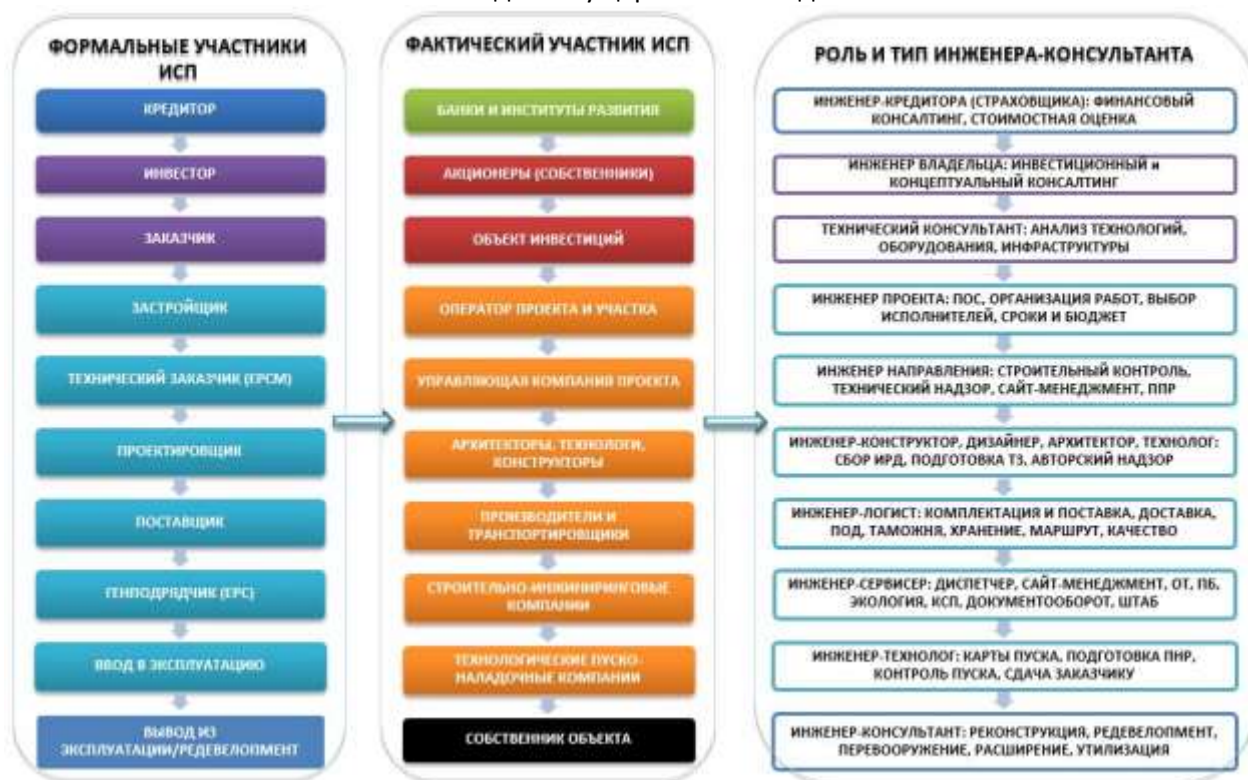 ФОРМАЛЬНЫЕ УЧАСТНИКИ
ИСП
КРЕДИТОР
ИНВЕСТОР
ЗАКАЗЧИК
ЗАСТРОЙЩИК
ТЕХНИЧЕСКИЙ ЗАКАЗЧИК (EPCM)
ПРОЕКТИРОВЩИК
ПОСТАВЩИК
ГЕНПОДРЯДЧИК (EPC)
ВВОД В ЭКСПЛУАТАЦИЮ
ВЫВОД ИЗ
ЭКСПЛУАТАЦИИ/РЕДЕВЕЛОПМЕНТ
ФАКТИЧЕСКИЙ УЧАСТНИК ИСП
БАНКИ И ИНСТИТУТЫ РАЗВИТИЯ
АКЦИОНЕРЫ (СОБСТВЕННИКИ)
ОБЪЕКТ ИНВЕСТИЦИЙ
ОПЕРАТОР ПРОЕКТА И УЧАСТКА
УПРАВЛЯЮЩАЯ КОМПАНИЯ ПРОЕКТА
АРХИТЕКТОРЫ, ТЕХНОЛОГИ,
КОНСТРУКТОРЫ
ПРОИЗВОДИТЕЛИ И
ТРАНСПОРТИРОВЩИКИ
СТРОИТЕЛЬНО-ИНЖИНИРИНГОВЫЕ
КОМПАНИИ
ТЕХНОЛОГИЧЕСКИЕ ПУСКО-
НАЛАДОЧНЫЕ КОМПАНИИ
СОБСТВЕННИК ОБЪЕКТА
РОЛЬ И ТИП ИНЖЕНЕРА-КОНСУЛЬТАНТА
ИНЖЕНЕР-КРЕДИТОРА (СТРАХОВЩИКА): ФИНАНСОВЫЙ
КОНСАЛТИНГ, СТОИМОСТНАЯ ОЦЕНКА
ИНЖЕНЕР ВЛАДЕЛЬЦА: ИНВЕСТИЦИОННЫЙ и
КОНЦЕПТУАЛЬНЫЙ КОНСАЛТИНГ
ТЕХНИЧЕСКИЙ КОНСУЛЬТАНТ: АНАЛИЗ ТЕХНОЛОГИЙ,
ОБОРУДОВАНИЯ, ИНФРАСТРУКТУРЫ
ИНЖЕНЕР ПРОЕКТА: ПОС, ОРГАНИЗАЦИЯ РАБОТ, ВЫБОР
ИСПОЛНИТЕЛЕЙ, СРОКИ И БЮДЖЕТ
ИНЖЕНЕР НАПРАВЛЕНИЯ: СТРОИТЕЛЬНЫЙ КОНТРОЛЬ,
ТЕХНИЧЕСКИЙ НАДЗОР, САЙТ-МЕНЕДЖМЕНТ, ППР
ИНЖЕНЕР-КОНСТРУКТОР, ДИЗАЙНЕР, АРХИТЕКТОР, ТЕХНОЛОГ:
СБОР ИРД, ПОДГОТОВКА ТЗ, АВТОРСКИЙ НАДЗОР
ИНЖЕНЕР-ЛОГИСТ: КОМПЛЕКТАЦИЯ И ПОСТАВКА, ДОСТАВКА,
ПОД, ТАМОЖНЯ, ХРАНЕНИЕ, МАРШРУТ, КАЧЕСТВО
ИНЖЕНЕР-СЕРВИСЕР: ДИСПЕТЧЕР, САЙТ-МЕНЕДЖМЕНТ, ОТ, ПБ,
ЭКОЛОГИЯ, КСП, ДОКУМЕНТООБОРОТ, ШТАБ
ИНЖЕНЕР-ТЕХНОЛОГ: КАРТЫ ПУСКА, ПОДГОТОВКА ПНР,
КОНТРОЛЬ ПУСКА, СДАЧА ЗАКАЗЧИКУ
ИНЖЕНЕР-КОНСУЛЬТАНТ: РЕКОНСТРУКЦИЯ, РЕДЕВЕЛОПМЕНТ,
ПЕРЕВООРУЖЕНИЕ, РАСШИРЕНИЕ, УТИЛИЗАЦИЯ